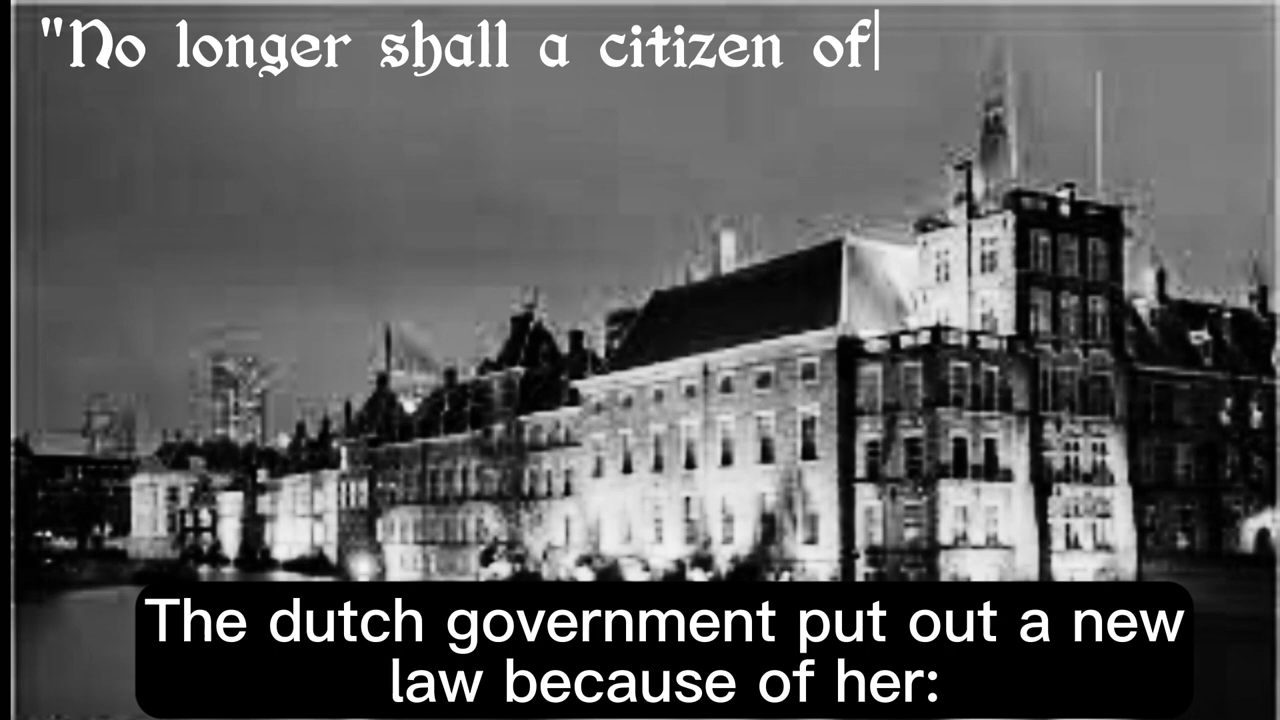 "No longer shall a citizen of
The dutch government put out a new
law because of her: